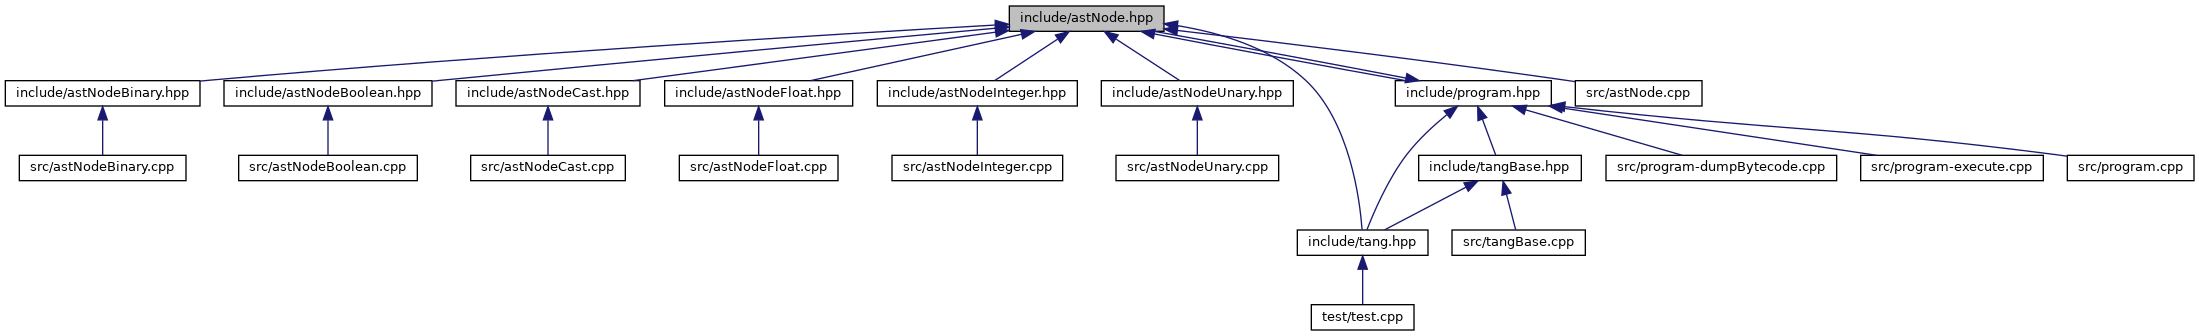 include/astNode.hpp
include/astNodeBinary.hpp
include/astNodeBoolean.hpp
include/astNodeCast.hpp
include/astNodeFloat.hpp
include/astNodeInteger.hpp
include/astNodeUnary.hpp
include/program.hpp
src/astNode.cpp
src/astNodeBinary.cpp
src/astNodeBoolean.cpp
src/astNodeCast.cpp
src/astNodeFloat.cpp
src/astNodeInteger.cpp
src/astNodeUnary.cpp
include/tangBase.hpp
src/program-dumpBytecode.cpp
src/program-execute.cpp
src/program.cpp
include/tang.hpp
src/tangBase.cpp
test/test.cpp